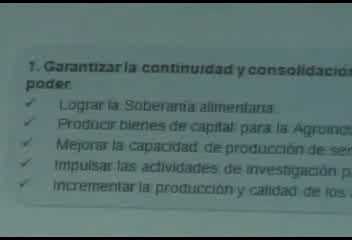 1. Garantizar la continuidad y consolidación
poder.
Lograr la Soberanía alimentaria.
Producir bienes de capital para la
Mejorar la capacidad de producción de
Impulsar las actividades de investigación
Incrementar la producción y calidad de los